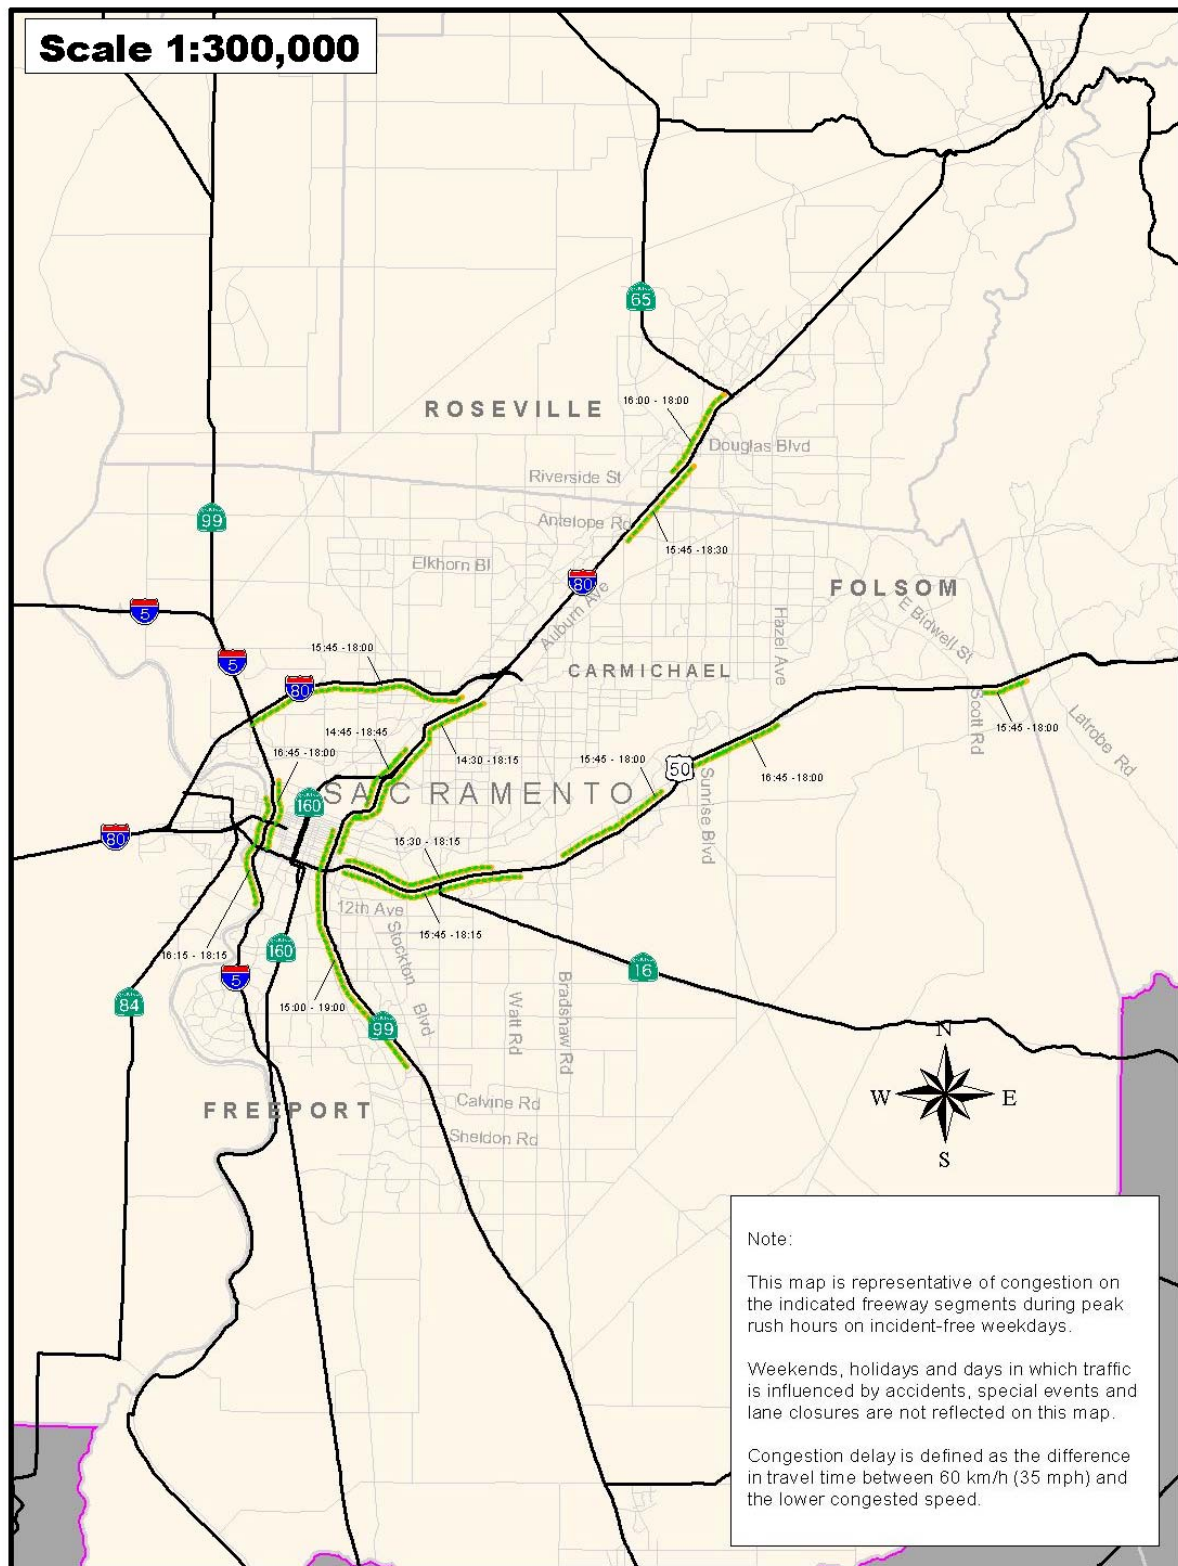 Scale 1:300,000
65
16:00 - 18:00
ROSEVILLE
Douglas Blvd
Riverside St
99
Antelope Rd
15:45 - 18:30
Elkhorn Bl
80
FOLSOM
5
Auburn Ave
Hazel Ave
E Bidwell St
15:45 - 18:00
5
CARMICHAEL
80
Scott Rd
15:45 - 18:00
Latrobe Rd
14:45 - 18:45
16:45 - 18:00
14:30 - 18:15
15:45 - 18:00
50
16:45 - 18:00
Sunrise Blvd
SACRAMENTO
160
80
15:30 - 18:15
12th Ave
15:45 - 18:15
Stockton Blvd
16:15 - 18:15
160
5
16
84
15:00 - 19:00
99
Watt Rd
Bradshaw Rd
N
W
E
S
FREEPORT
Calvine Rd
Sheldon Rd
Note:
This map is representative of congestion on
the indicated freeway segments during peak
rush hours on incident-free weekdays.
Weekends, holidays and days in which traffic
is influenced by accidents, special events and
lane closures are not reflected on this map.
Congestion delay is defined as the difference
in travel time between 60 km/h (35 mph) and
the lower congested speed.